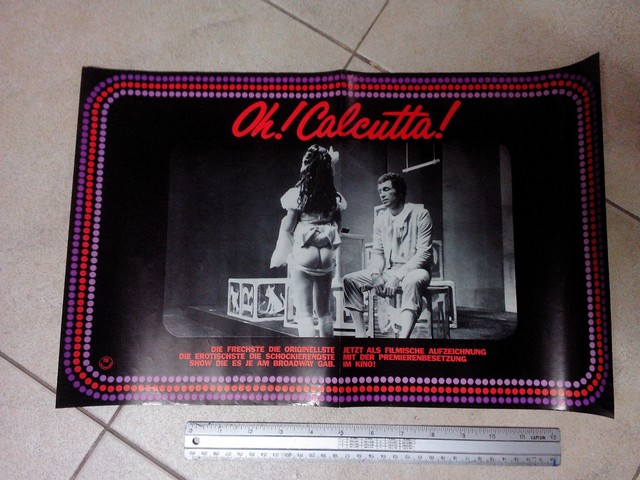 Oh! Calcutta!
DIE FRECHSTE DIE ORIGINELLSTE JETZT ALS FILMISCHE AUFZEICHNUNG
DIE EROTISCHSTE DIE SCHOCKIERENDSTE MIT DER PREMIERENBESETZUNG
SHOW DIE ES JE AM BROADWAY GAB. IM KINO!